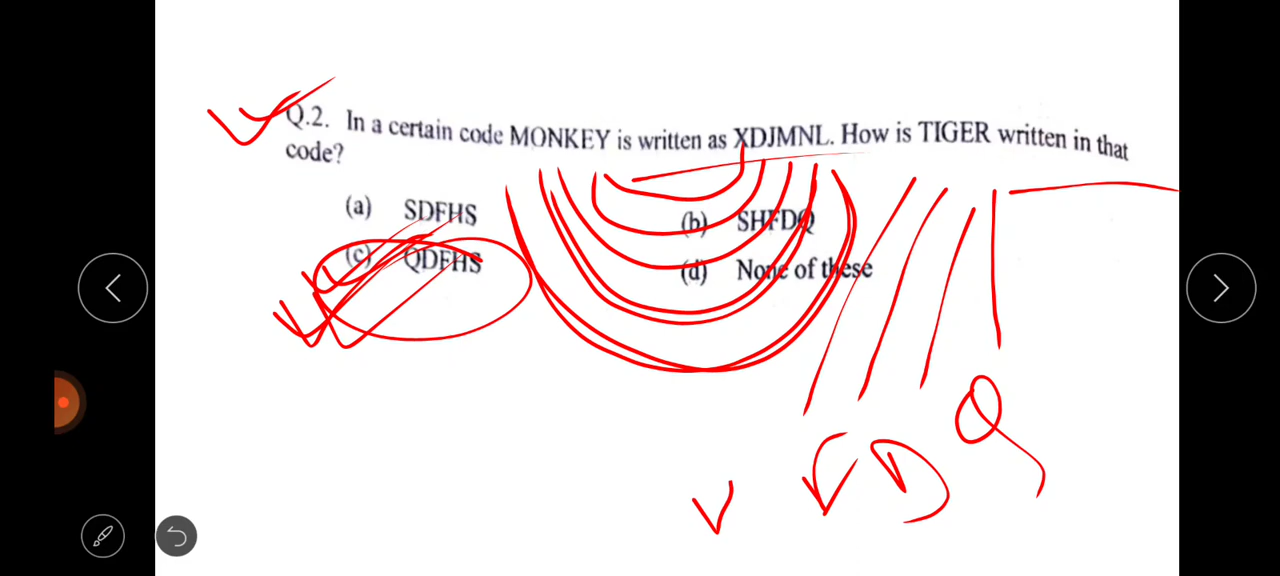 Q.2. In a certain code MONKEY is written as XDJMNL. How is TIGER written in that
code?
(a) SDFHS (b) SHFDQ
(c) QDFHS (d) None of these
D Q